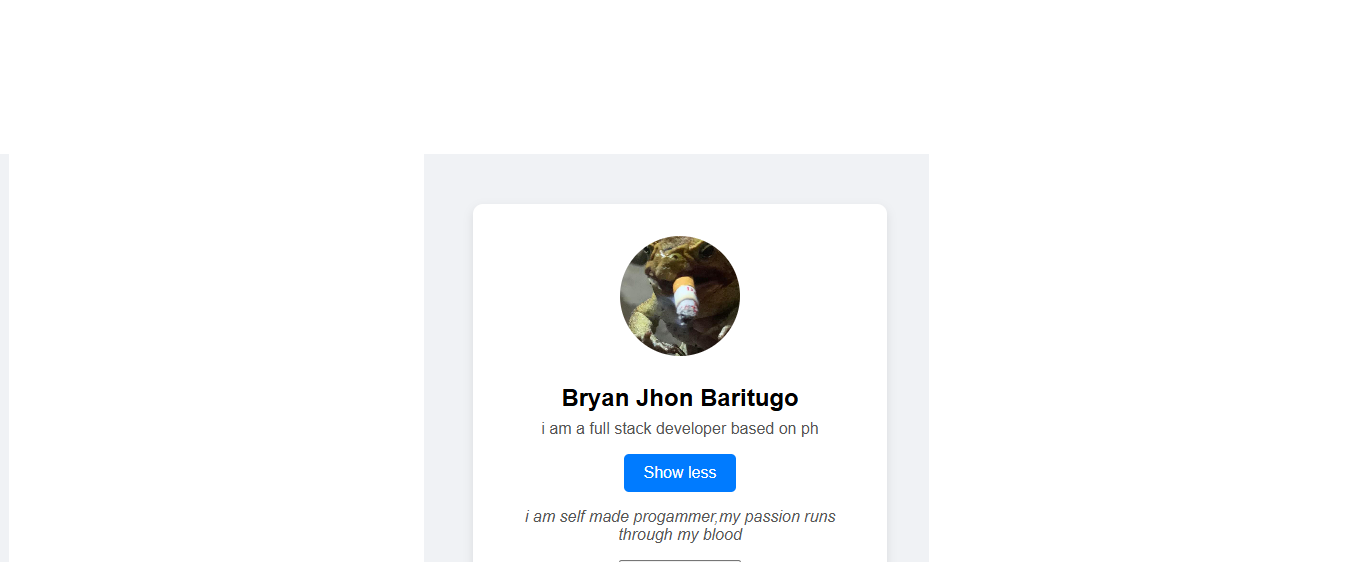 Bryan Jhon Baritugo
i am a full stack developer based on ph
Show less
i am self made progammer,my passion runs
through my blood